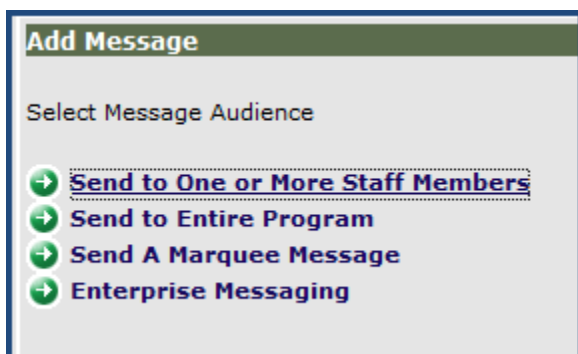 Add Message
Select Message Audience
Send to One or More Staff Members
Send to Entire Program
Send A Marquee Message
Enterprise Messaging